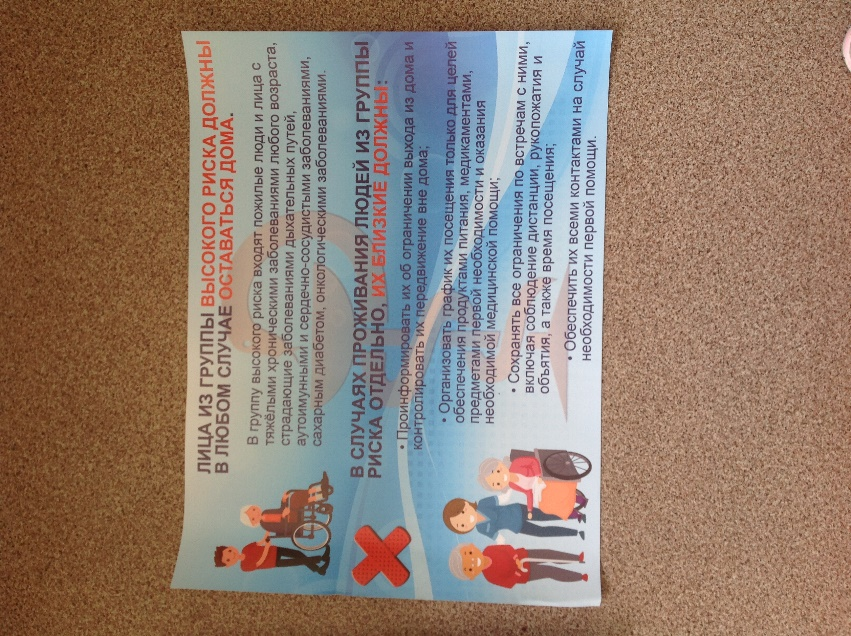 ЛИЦА ИЗ ГРУППЫ ВЫСОКОГО РИСКА ДОЛЖНЫ
В ЛЮБОМ СЛУЧАЕ ОСТАВАТЬСЯ ДОМА.
В группу высокого риска входят пожилые люди и лица с
тяжёлыми хроническими заболеваниями любого возраста,
страдающие заболеваниями дыхательных путей,
аутоимунными и сердечно-сосудистыми заболеваниями,
сахарным диабетом, онкологическими заболеваниями.
В СЛУЧАЯХ ПРОЖИВАНИЯ ЛЮДЕЙ ИЗ ГРУППЫ
РИСКА ОТДЕЛЬНО, ИХ БЛИЗКИЕ ДОЛЖНЫ:
• Проинформировать их об ограничении выхода из дома и
контролировать их передвижение вне дома;
• Организовать график их посещения только для целей
обеспечения продуктами питания, медикаментами,
предметами первой необходимости и оказания
необходимой медицинской помощи;
• Сохранять все ограничения по встречам с ними,
включая соблюдение дистанции, рукопожатия и
объятия, а также время посещения;
• Обеспечить их всеми контактами на случай
необходимости первой помощи.